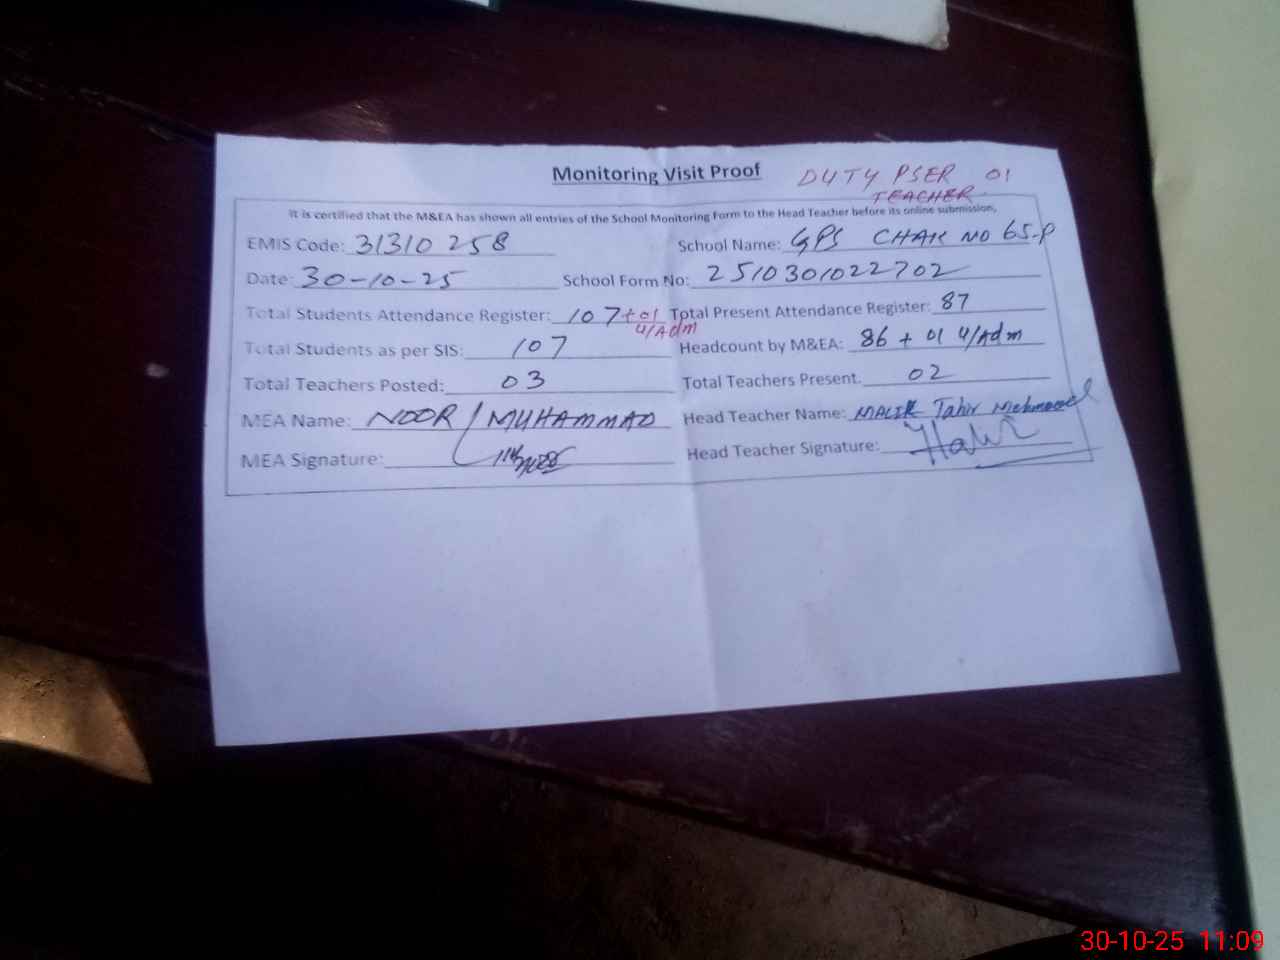 Monitoring Visit Proof DUTY PSER 01
TEACHER
It is certified that the M&EA has shown all entries of the School Monitoring Form to the Head Teacher before its online submission,
EMIS Code: 31310258 School Name: GPS CHAK NO 65-P
Date: 30-10-25 School Form No: 2510301022702
Total Students Attendance Register: 107+01 Total Present Attendance Register: 87
U/Adm
Total Students as per SIS: 107 Headcount by M&EA: 86 + 01 U/Adm
Total Teachers Posted: 03 Total Teachers Present. 02
MEA Name: NOOR MUHAMMAD Head Teacher Name: MALIK Tahir Mehmood
MEA Signature: Head Teacher Signature:
30-10-25 11:09